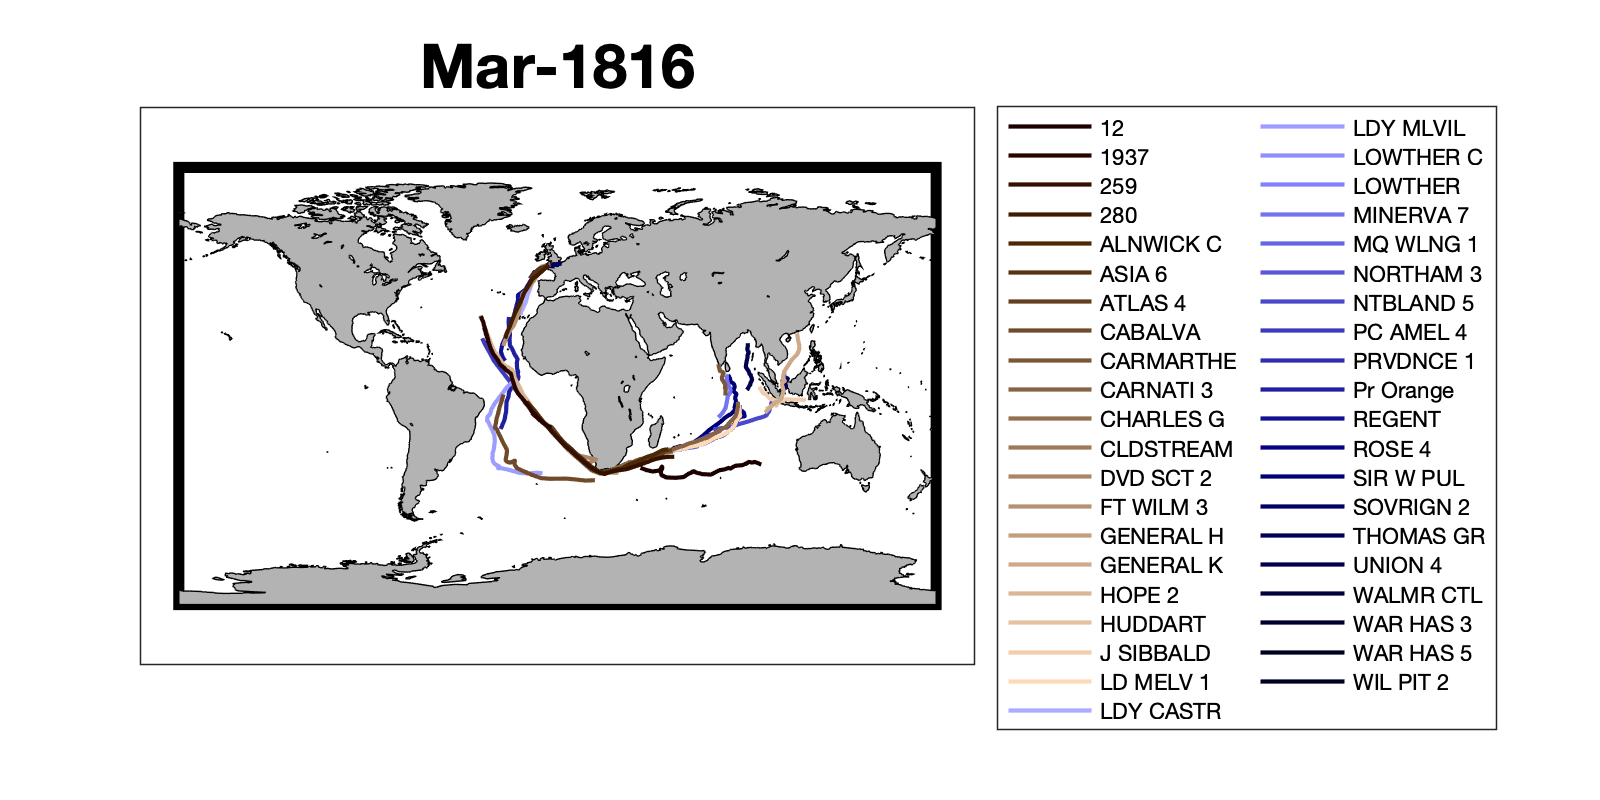 Mar-1816
12
1937
259
280
ALNWICK C
ASIA 6
ATLAS 4
CABALVA
CARMARTHE
CARNATI 3
CHARLES G
CLDSTREAM
DVD SCT 2
FT WILM 3
GENERAL H
GENERAL K
HOPE 2
HUDDART
J SIBBALD
LD MELV 1
LDY CASTR
LDY MLVIL
LOWTHER C
LOWTHER
MINERVA 7
MQ WLNG 1
NORTHAM 3
NTBLAND 5
PC AMEL 4
PRVDNCE 1
Pr Orange
REGENT
ROSE 4
SIR W PUL
SOVRIGN 2
THOMAS GR
UNION 4
WALMR CTL
WAR HAS 3
WAR HAS 5
WIL PIT 2